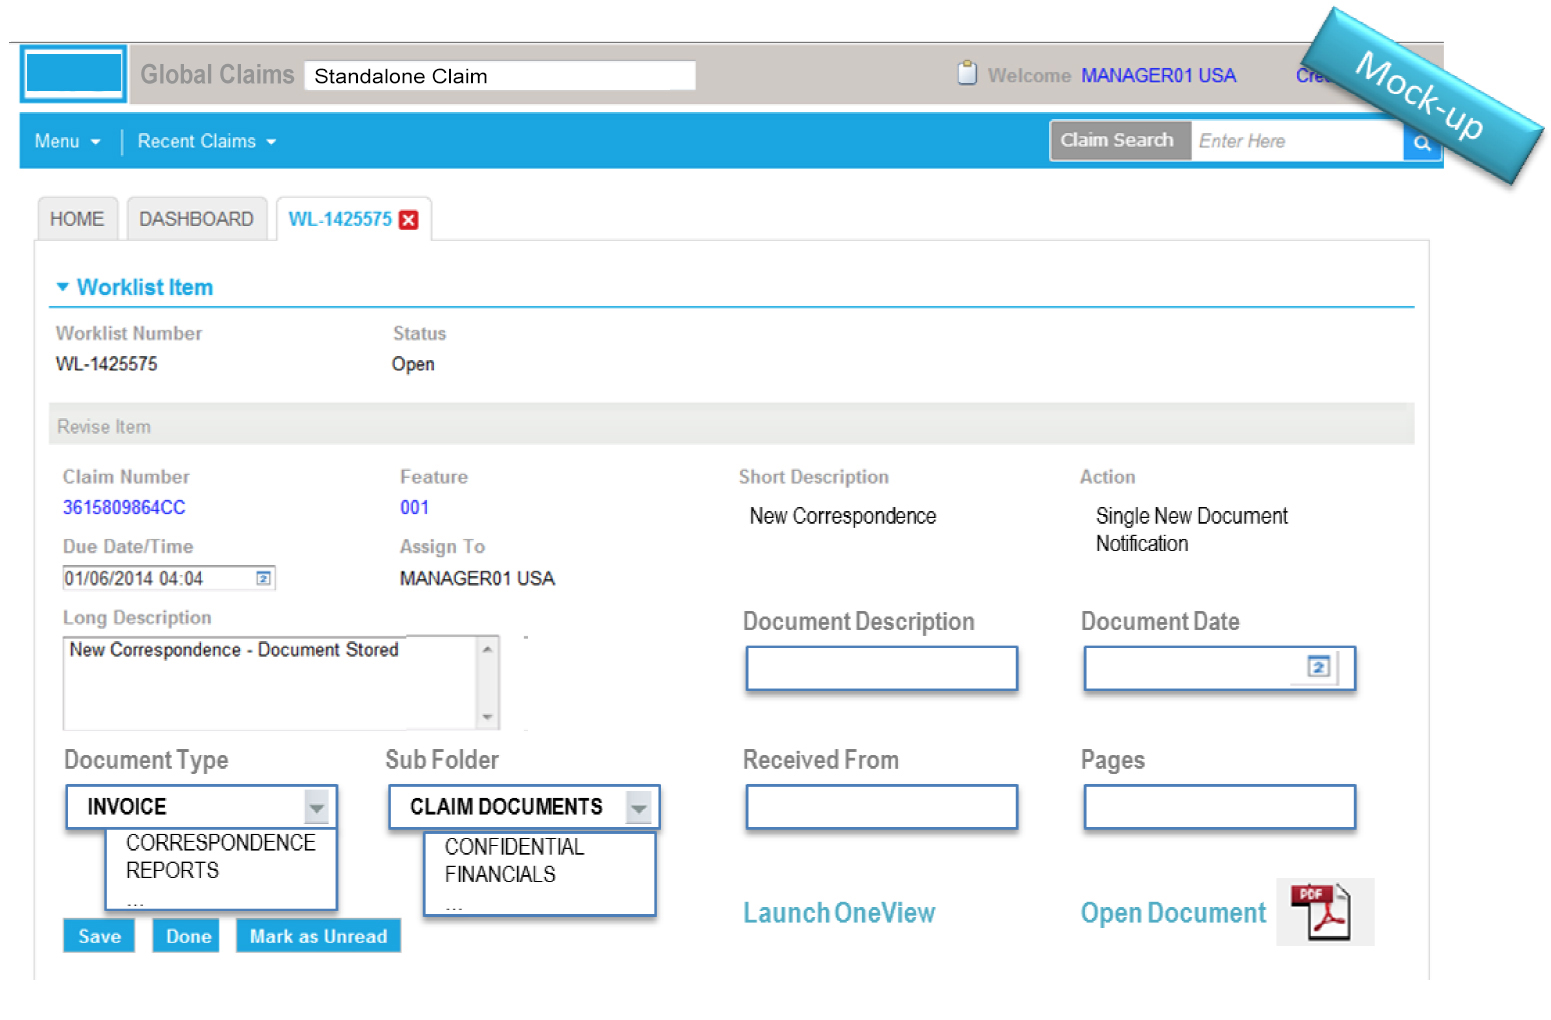 Mock-up
Global Claims Standalone Claim Welcome MANAGER01 USA
Menu Recent Claims Claim Search Enter Here
HOME DASHBOARD WL-1425575
Worklist Item
Worklist Number Status
WL-1425575 Open
Revise Item
Claim Number Feature Short Description Action
3615809864CC 001 New Correspondence Single New Document
Notification
Due Date/Time Assign To
01/06/2014 04:04 2 MANAGER01 USA
Long Description Document Description Document Date
New Correspondence - Document Stored 2
Document Type Sub Folder Received From Pages
INVOICE CLAIM DOCUMENTS
CORRESPONDENCE CONFIDENTIAL
REPORTS FINANCIALS
... ...
Launch OneView Open Document PDF
Save Done Mark as Unread